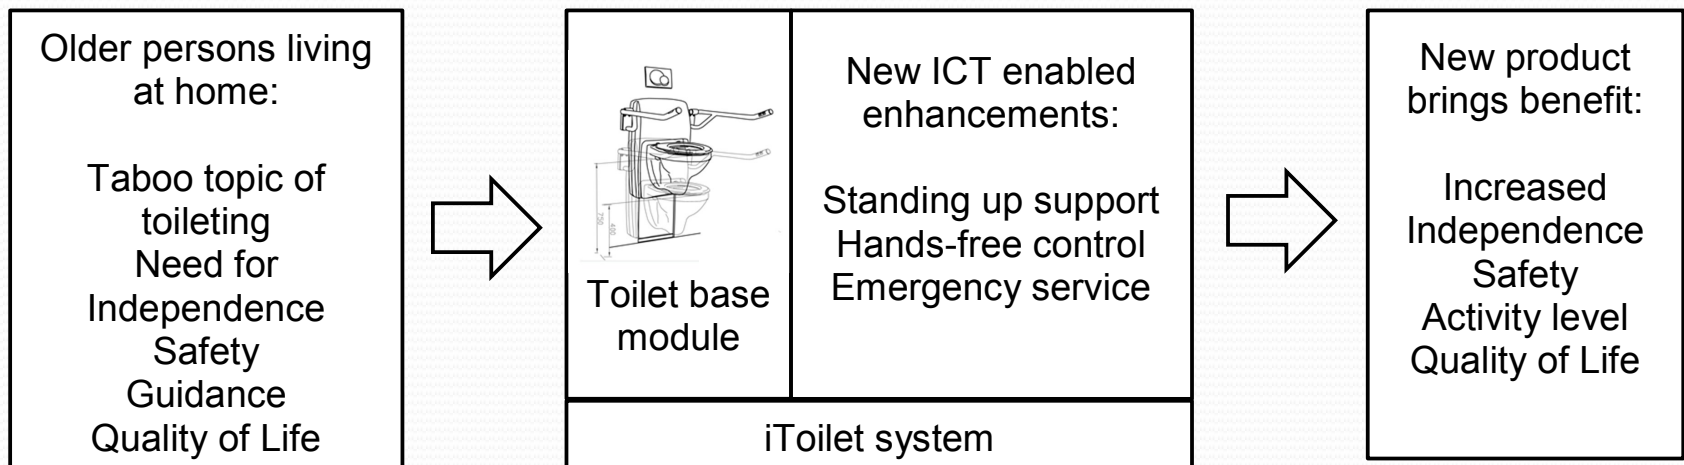 Older persons living
at home:
Taboo topic of
toileting
Need for
Independence
Safety
Guidance
Quality of Life
750
400
Toilet base
module
New ICT enabled
enhancements:
Standing up support
Hands-free control
Emergency service
iToilet system
New product
brings benefit:
Increased
Independence
Safety
Activity level
Quality of Life